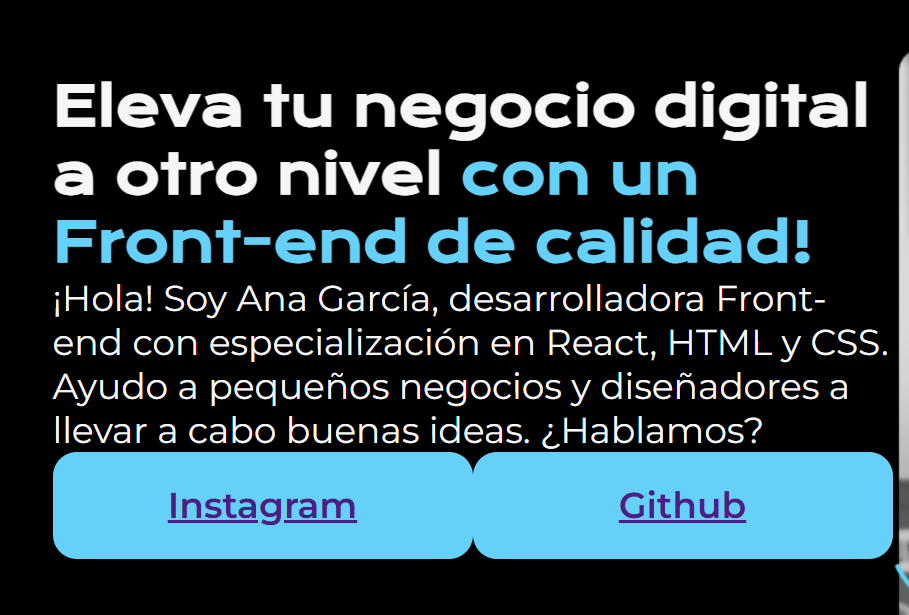 Eleva tu negocio digital
a otro nivel con un
Front-end de calidad!
¡Hola! Soy Ana García, desarrolladora Front-
end con especialización en React, HTML y CSS.
Ayudo a pequeños negocios y diseñadores a
llevar a cabo buenas ideas. ¿Hablamos?
Instagram Github